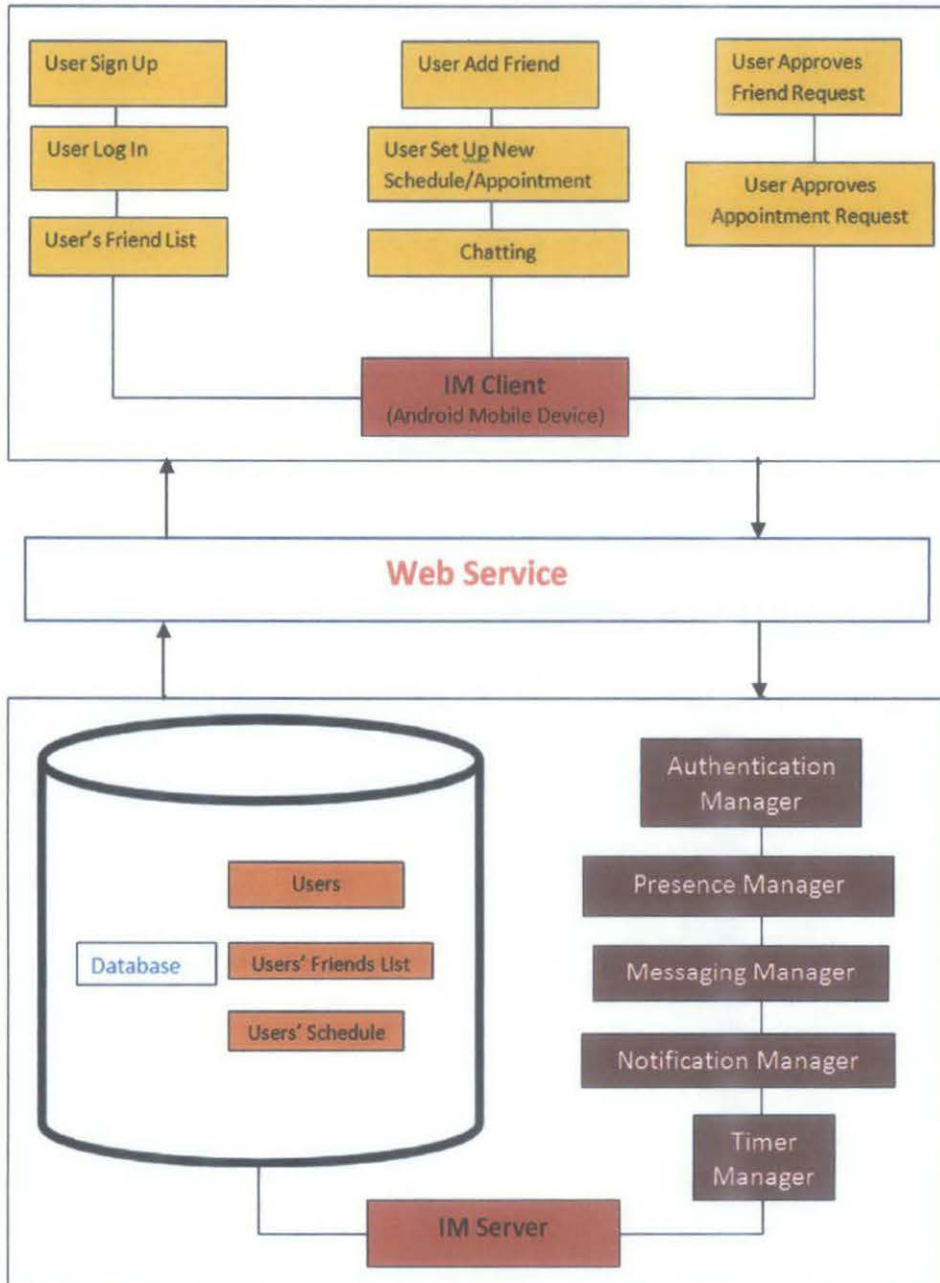 User Sign Up
User Log In
User's Friend List
User Add Friend
User Set Up New
Schedule/Appointment
Chatting
User Approves
Friend Request
User Approves
Appointment Request
IM Client
(Android Mobile Device)
Web Service
Database
Users
Users' Friends List
Users' Schedule
Authentication
Manager
Presence Manager
Messaging Manager
Notification Manager
Timer
Manager
IM Server